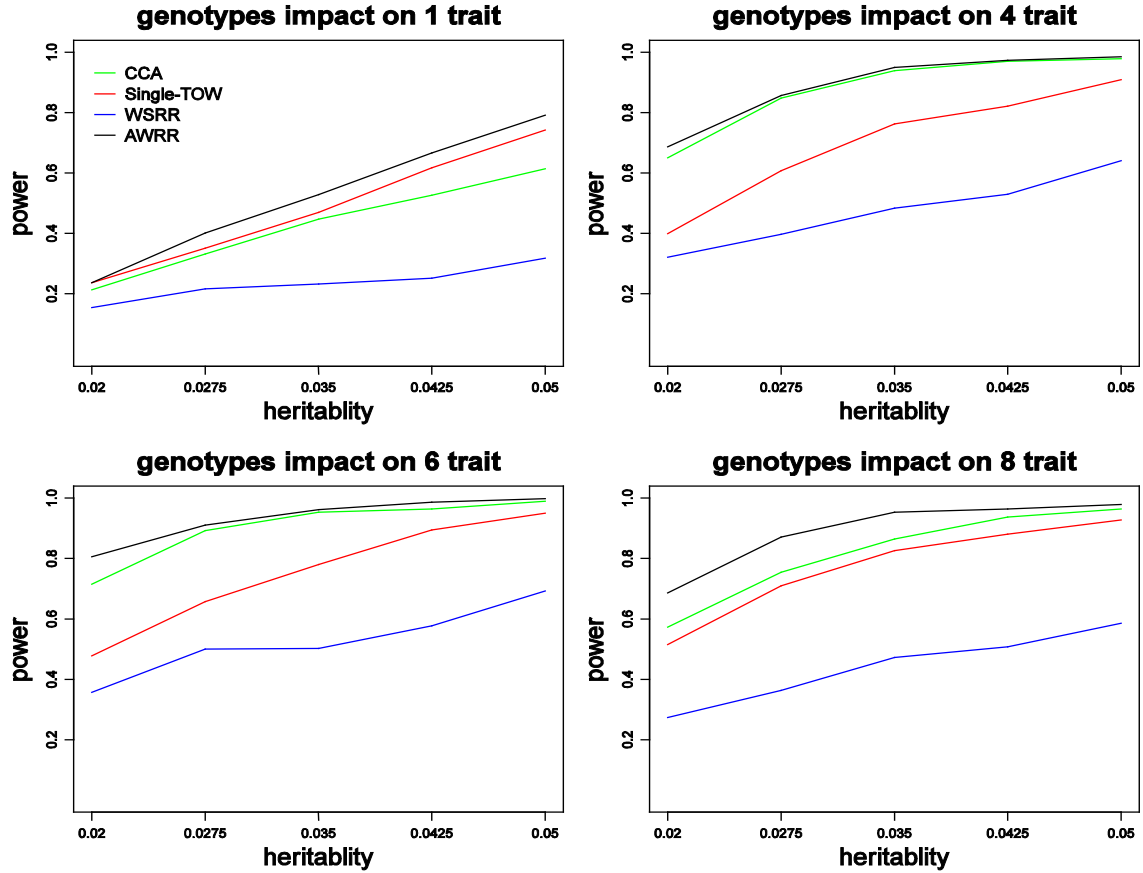 genotypes impact on 1 trait
1.0
0.8
0.6
0.4
0.2
power
CCA
Single-TOW
WSRR
AWRR
0.02 0.0275 0.035 0.0425 0.05
heritablity
genotypes impact on 4 trait
1.0
0.8
0.6
0.4
0.2
power
0.02 0.0275 0.035 0.0425 0.05
heritablity
genotypes impact on 6 trait
1.0
0.8
0.6
0.4
0.2
power
0.02 0.0275 0.035 0.0425 0.05
heritablity
genotypes impact on 8 trait
1.0
0.8
0.6
0.4
0.2
power
0.02 0.0275 0.035 0.0425 0.05
heritablity